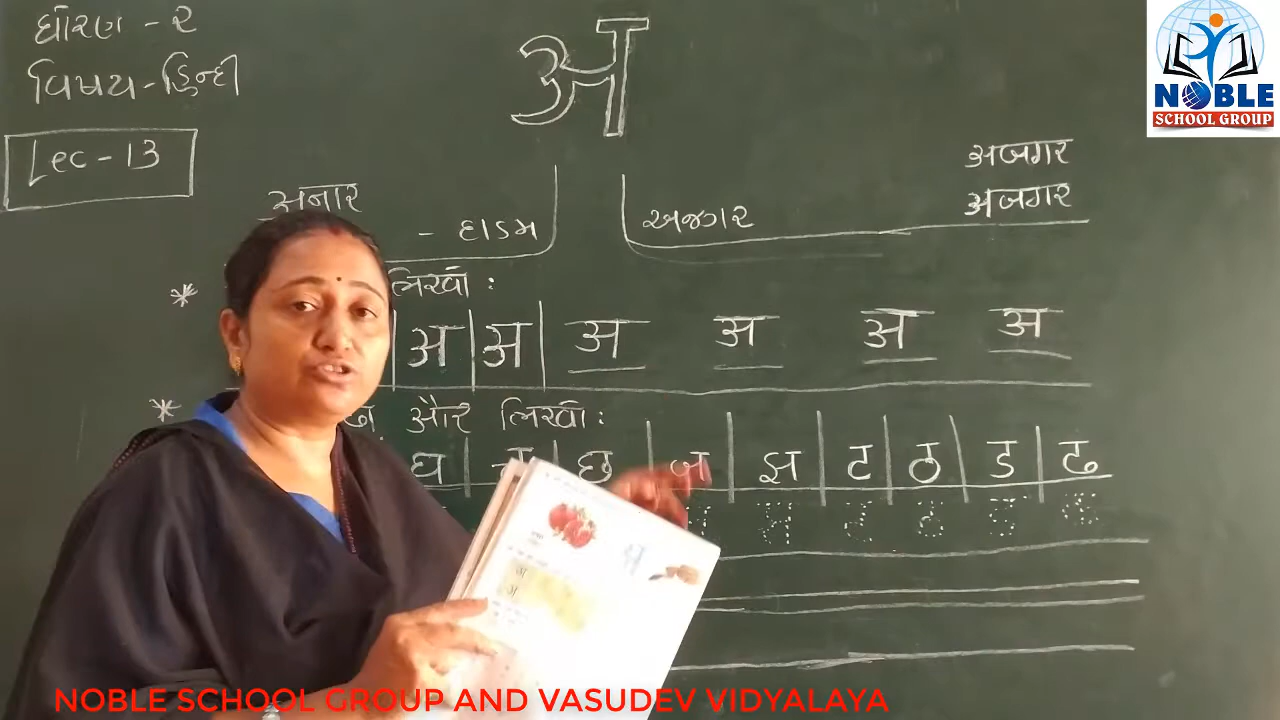 ધોરણ - ૨
વિષય - હિન્દી
Lec - 13
अ
NOBLE
SCHOOL GROUP
अजगर
अजगर
अनार
- દાડમ
અજગર
लिखो :
अ अ अ अ अ अ
और लिखो :
घ च छ ज झ ट ठ ड ढ
ज झ ट ठ ड ढ
अ
अ
अ
NOBLE SCHOOL GROUP AND VASUDEV VIDYALAYA